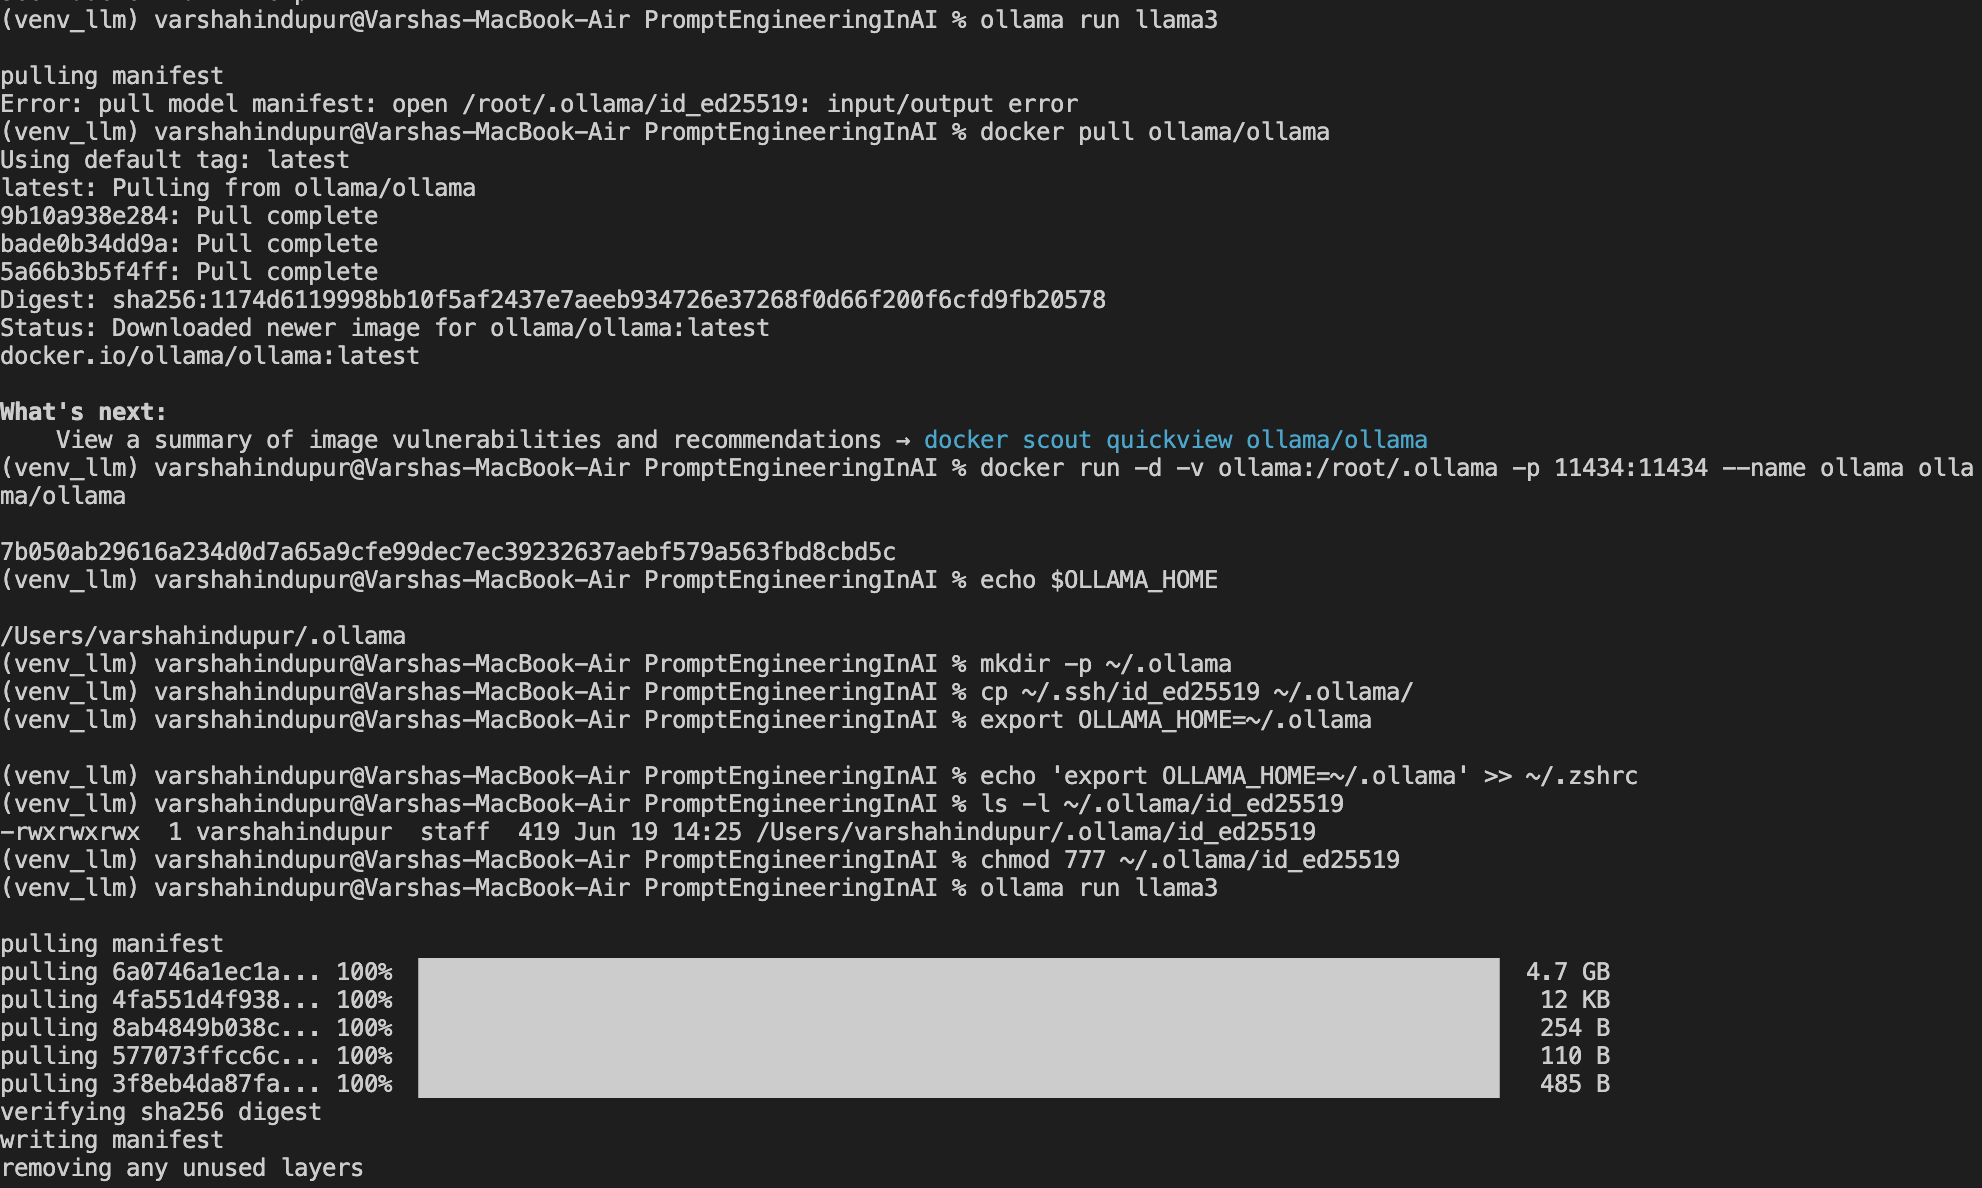 (venv_llm) varshahindupur@Varshas-MacBook-Air PromptEngineeringInAI % ollama run llama3
pulling manifest
Error: pull model manifest: open /root/.ollama/id_ed25519: input/output error
(venv_llm) varshahindupur@Varshas-MacBook-Air PromptEngineeringInAI % docker pull ollama/ollama
Using default tag: latest
latest: Pulling from ollama/ollama
9b10a938e284: Pull complete
bade0b34dd9a: Pull complete
5a66b3b5f4ff: Pull complete
Digest: sha256:1174d6119998bb10f5af2437e7aeeb934726e37268f0d66f200f6cfd9fb20578
Status: Downloaded newer image for ollama/ollama:latest
docker.io/ollama/ollama:latest
What's next:
    View a summary of image vulnerabilities and recommendations → docker scout quickview ollama/ollama
(venv_llm) varshahindupur@Varshas-MacBook-Air PromptEngineeringInAI % docker run -d -v ollama:/root/.ollama -p 11434:11434 --name ollama olla
ma/ollama
7b050ab29616a234d0d7a65a9cfe99dec7ec39232637aebf579a563fbd8cbd5c
(venv_llm) varshahindupur@Varshas-MacBook-Air PromptEngineeringInAI % echo $OLLAMA_HOME
/Users/varshahindupur/.ollama
(venv_llm) varshahindupur@Varshas-MacBook-Air PromptEngineeringInAI % mkdir -p ~/.ollama
(venv_llm) varshahindupur@Varshas-MacBook-Air PromptEngineeringInAI % cp ~/.ssh/id_ed25519 ~/.ollama/
(venv_llm) varshahindupur@Varshas-MacBook-Air PromptEngineeringInAI % export OLLAMA_HOME=~/.ollama
(venv_llm) varshahindupur@Varshas-MacBook-Air PromptEngineeringInAI % echo 'export OLLAMA_HOME=~/.ollama' >> ~/.zshrc
(venv_llm) varshahindupur@Varshas-MacBook-Air PromptEngineeringInAI % ls -l ~/.ollama/id_ed25519
-rwxrwxrwx  1 varshahindupur  staff  419 Jun 19 14:25 /Users/varshahindupur/.ollama/id_ed25519
(venv_llm) varshahindupur@Varshas-MacBook-Air PromptEngineeringInAI % chmod 777 ~/.ollama/id_ed25519
(venv_llm) varshahindupur@Varshas-MacBook-Air PromptEngineeringInAI % ollama run llama3
pulling manifest
pulling 6a0746a1ec1a... 100% 4.7 GB
pulling 4fa551d4f938... 100% 12 KB
pulling 8ab4849b038c... 100% 254 B
pulling 577073ffcc6c... 100% 110 B
pulling 3f8eb4da87fa... 100% 485 B
verifying sha256 digest
writing manifest
removing any unused layers